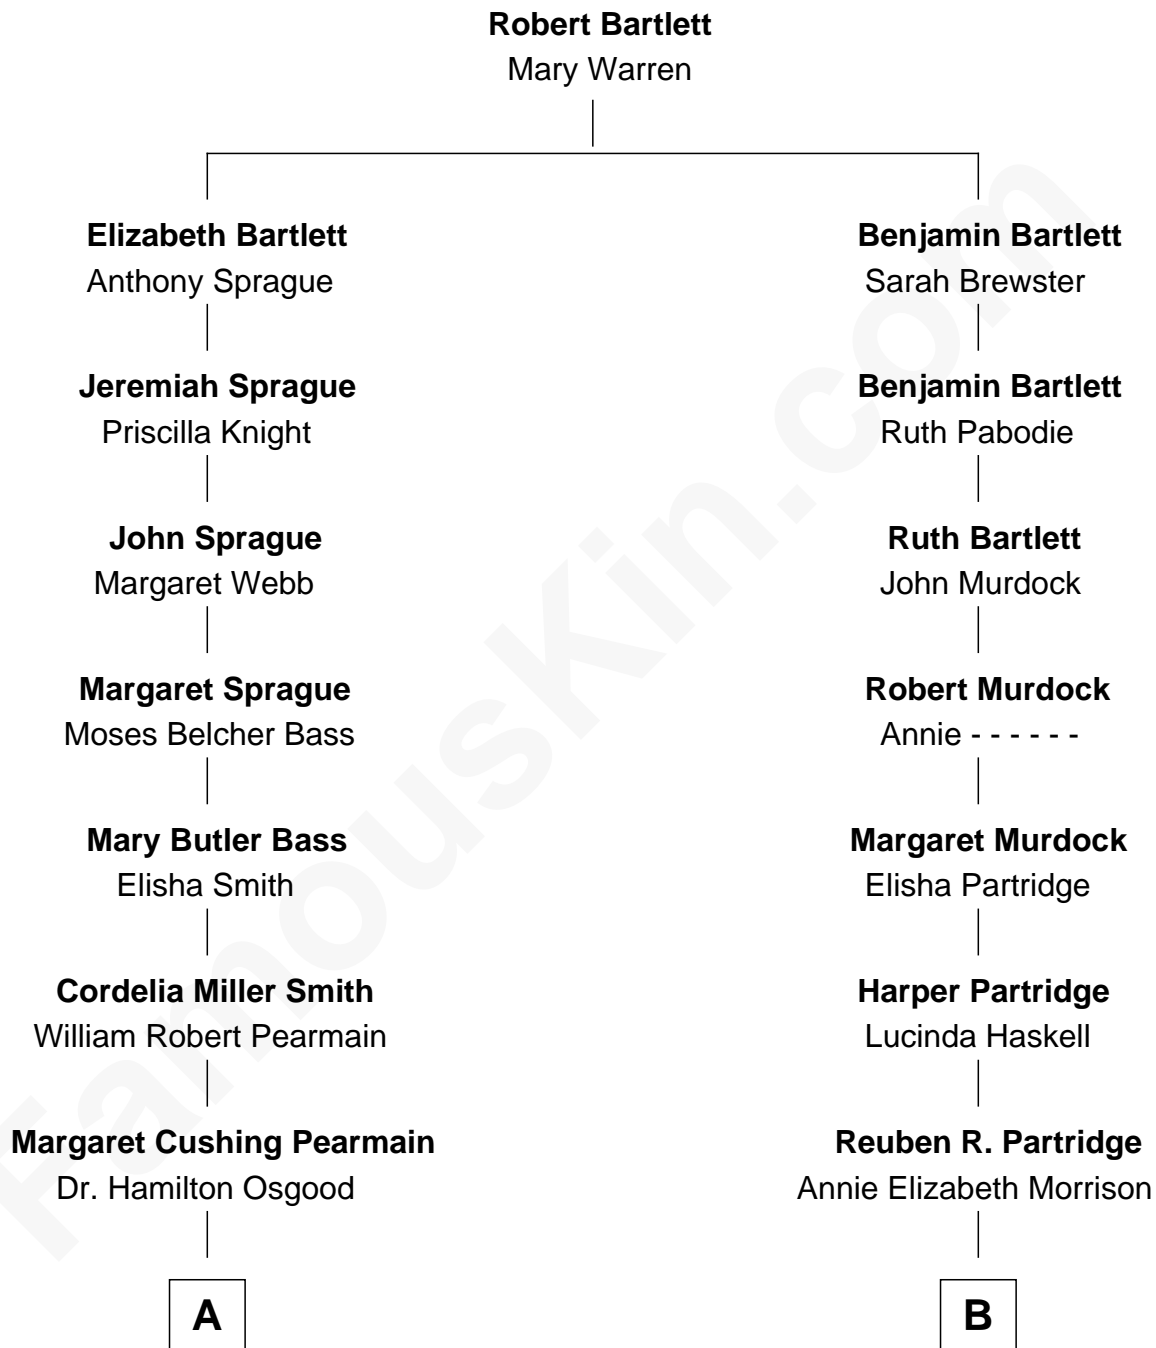 Robert Bartlett
Mary Warren
Elizabeth Bartlett
Anthony Sprague
Jeremiah Sprague
Priscilla Knight
John Sprague
Margaret Webb
Margaret Sprague
Moses Belcher Bass
Mary Butler Bass
Elisha Smith
Cordelia Miller Smith
William Robert Pearmain
Margaret Cushing Pearmain
Dr. Hamilton Osgood
A
Benjamin Bartlett
Sarah Brewster
Benjamin Bartlett
Ruth Pabodie
Ruth Bartlett
John Murdock
Robert Murdock
Annie - - - - - -
Margaret Murdock
Elisha Partridge
Harper Partridge
Lucinda Haskell
Reuben R. Partridge
Annie Elizabeth Morrison
B
FamousKin.com